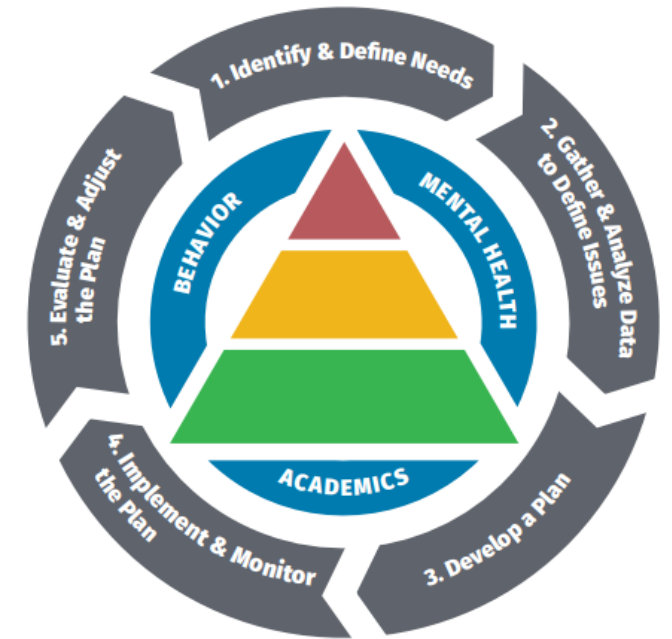 1. Identify & Define Needs
2. Gather & Analyze Data
to Define Issues
3. Develop a Plan
4. Implement & Monitor
the Plan
5. Evaluate & Adjust
the Plan
BEHAVIOR
MENTAL HEALTH
ACADEMICS